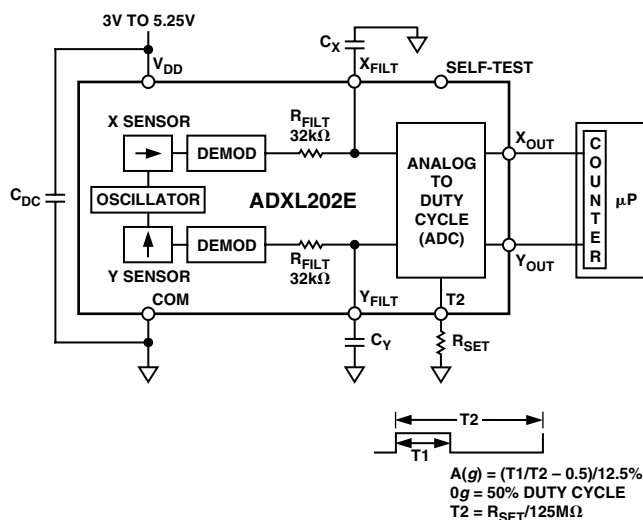 3V TO 5.25V
V_DD
C_X
X_FILT
SELF-TEST
X SENSOR
R_FILT
32kΩ
DEMOD
X_OUT
C_DC
OSCILLATOR
ADXL202E
ANALOG
TO
DUTY
CYCLE
(ADC)
COUNTER
µP
DEMOD
Y SENSOR
R_FILT
32kΩ
Y_OUT
COM
Y_FILT
T2
C_Y
R_SET
T2
T1
A(g) = (T1/T2 – 0.5)/12.5%
0g = 50% DUTY CYCLE
T2 = R_SET/125MΩ